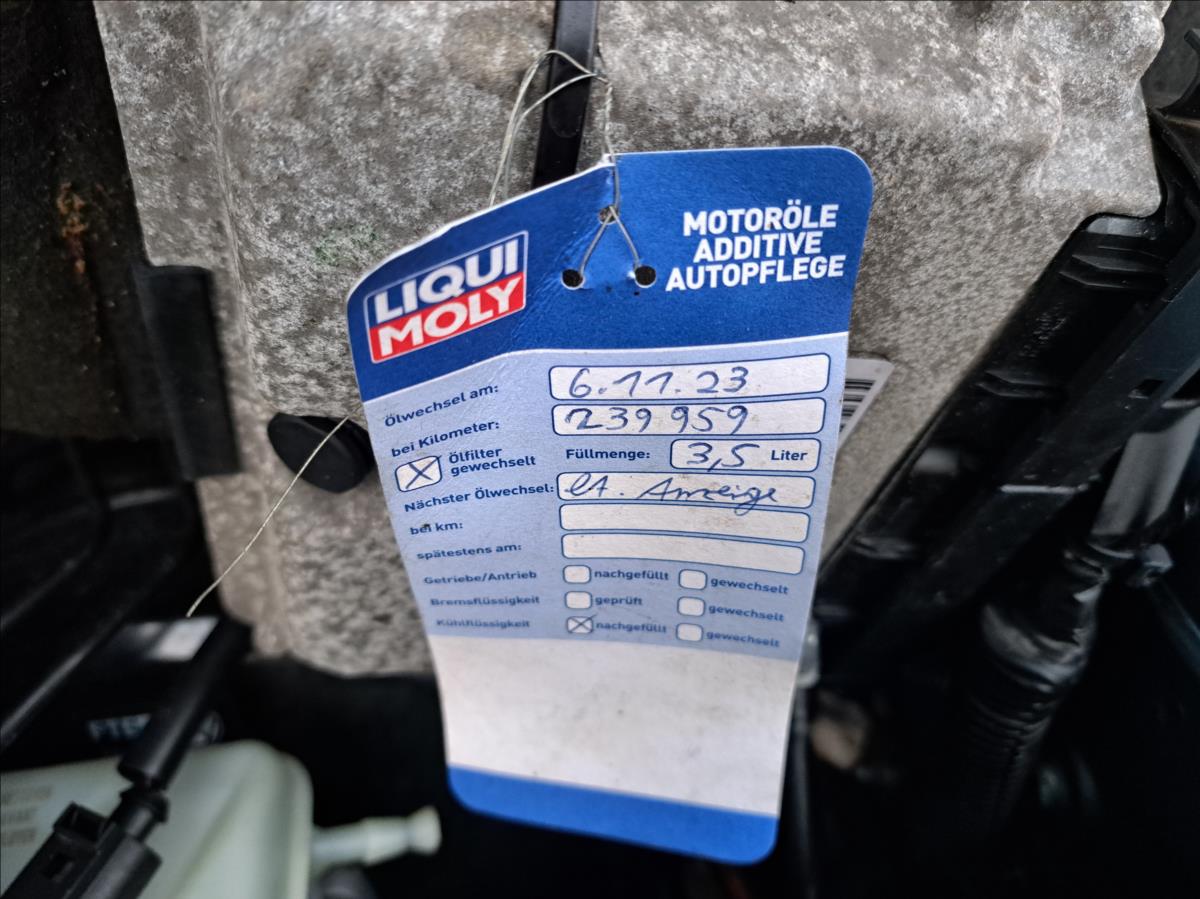 MOTORÖLE
ADDITIVE
AUTOPFLEGE
LIQUI
MOLY
Ölwechsel am: 6.11.23
bei Kilometer: 239959
Ölfilter
gewechselt
Füllmenge: 3,5 Liter
Nächster Ölwechsel: lt. Anzeige
bei km:
spätestens am:
Getriebe/Antrieb nachgefüllt gewechselt
Bremsflüssigkeit geprüft gewechselt
Kühlflüssigkeit nachgefüllt gewechselt